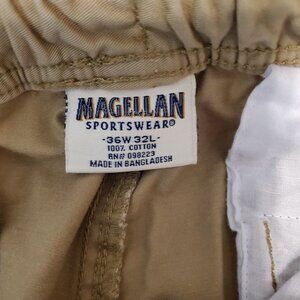 MAGELLAN
SPORTSWEAR®
-36W 32L-
100% COTTON
RN# 098223
MADE IN BANGLADESH